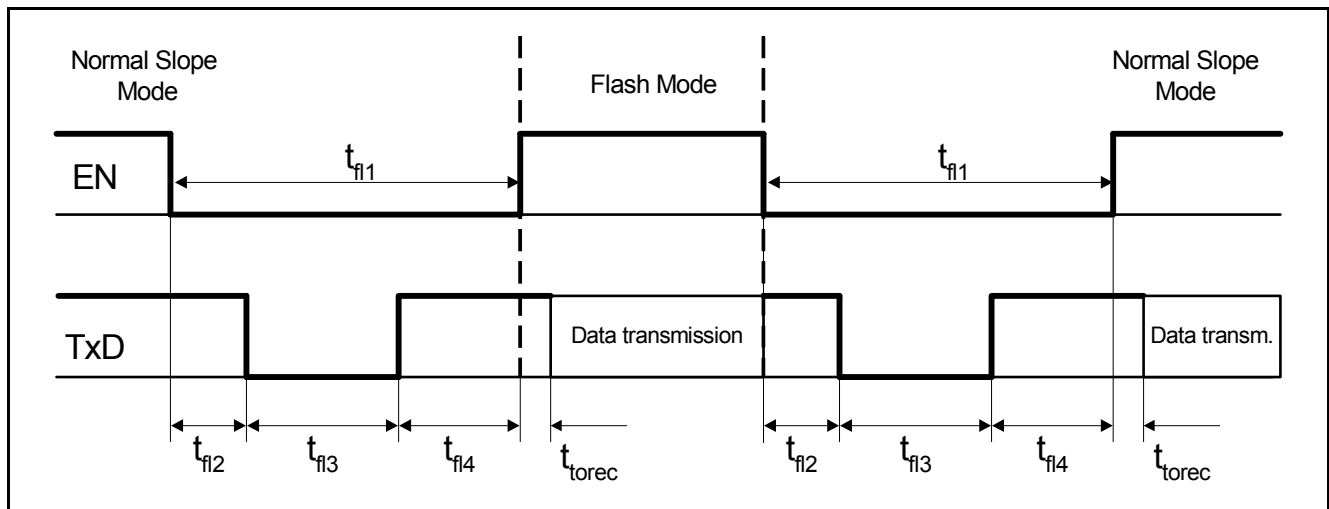 Normal Slope
Mode
Flash Mode
Normal Slope
Mode
EN
tfl1
tfl1
TxD
Data transmission
Data transm.
tfl2
tfl3
tfl4
ttorec
tfl2
tfl3
tfl4
ttorec